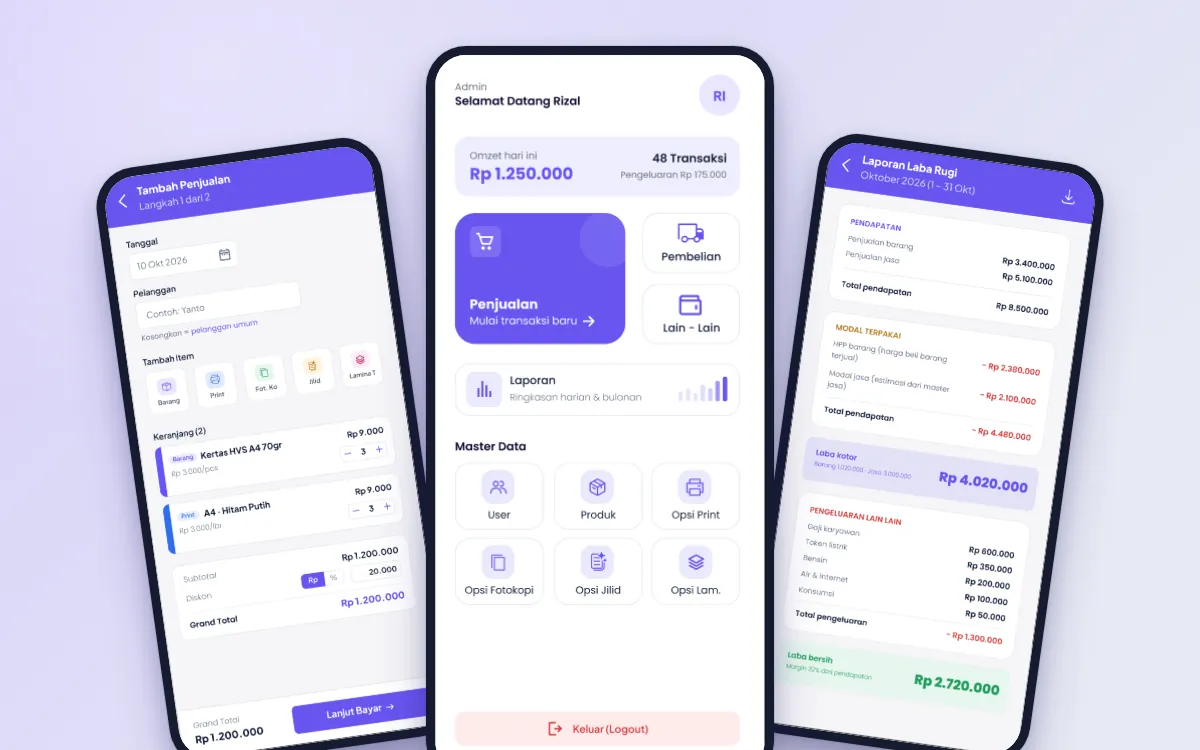 Tambah Penjualan
Langkah 1 dari 2
Tanggal
10 Okt 2026
Pelanggan
Contoh: Yanto
Kosongkan = pelanggan umum
Tambah Item
Barang
Print
Fot. Ko
Jilid
Lamina T
Keranjang (2)
Barang Kertas HVS A4 70gr Rp 9.000
Rp 3.000/pcs − 3 +
Print A4 - Hitam Putih Rp 9.000
Rp 3.000/lbr − 3 +
Subtotal Rp 1.200.000
Diskon Rp % 20.000
Grand Total Rp 1.200.000
Grand Total
Rp 1.200.000
Lanjut Bayar →
Admin
Selamat Datang Rizal
RI
Omzet hari ini
Rp 1.250.000
48 Transaksi
Pengeluaran Rp 175.000
Penjualan
Mulai transaksi baru →
Pembelian
Lain - Lain
Laporan
Ringkasan harian & bulanan
Master Data
User
Produk
Opsi Print
Opsi Fotokopi
Opsi Jilid
Opsi Lam.
Keluar (Logout)
Laporan Laba Rugi
Oktober 2026 (1 – 31 Okt)
PENDAPATAN
Penjualan barang Rp 3.400.000
Penjualan jasa Rp 5.100.000
Total pendapatan Rp 8.500.000
MODAL TERPAKAI
HPP barang (harga beli barang
terjual) - Rp 2.380.000
Modal jasa (estimasi dari master
jasa) - Rp 2.100.000
Total pendapatan - Rp 4.480.000
Laba kotor
Barang 1.020.000 · Jasa 3.000.000
Rp 4.020.000
PENGELUARAN LAIN LAIN
Gaji karyawan Rp 600.000
Token listrik Rp 350.000
Bensin Rp 200.000
Air & Internet Rp 100.000
Konsumsi Rp 50.000
Total pengeluaran - Rp 1.300.000
Laba bersih
Margin 32% dari pendapatan
Rp 2.720.000